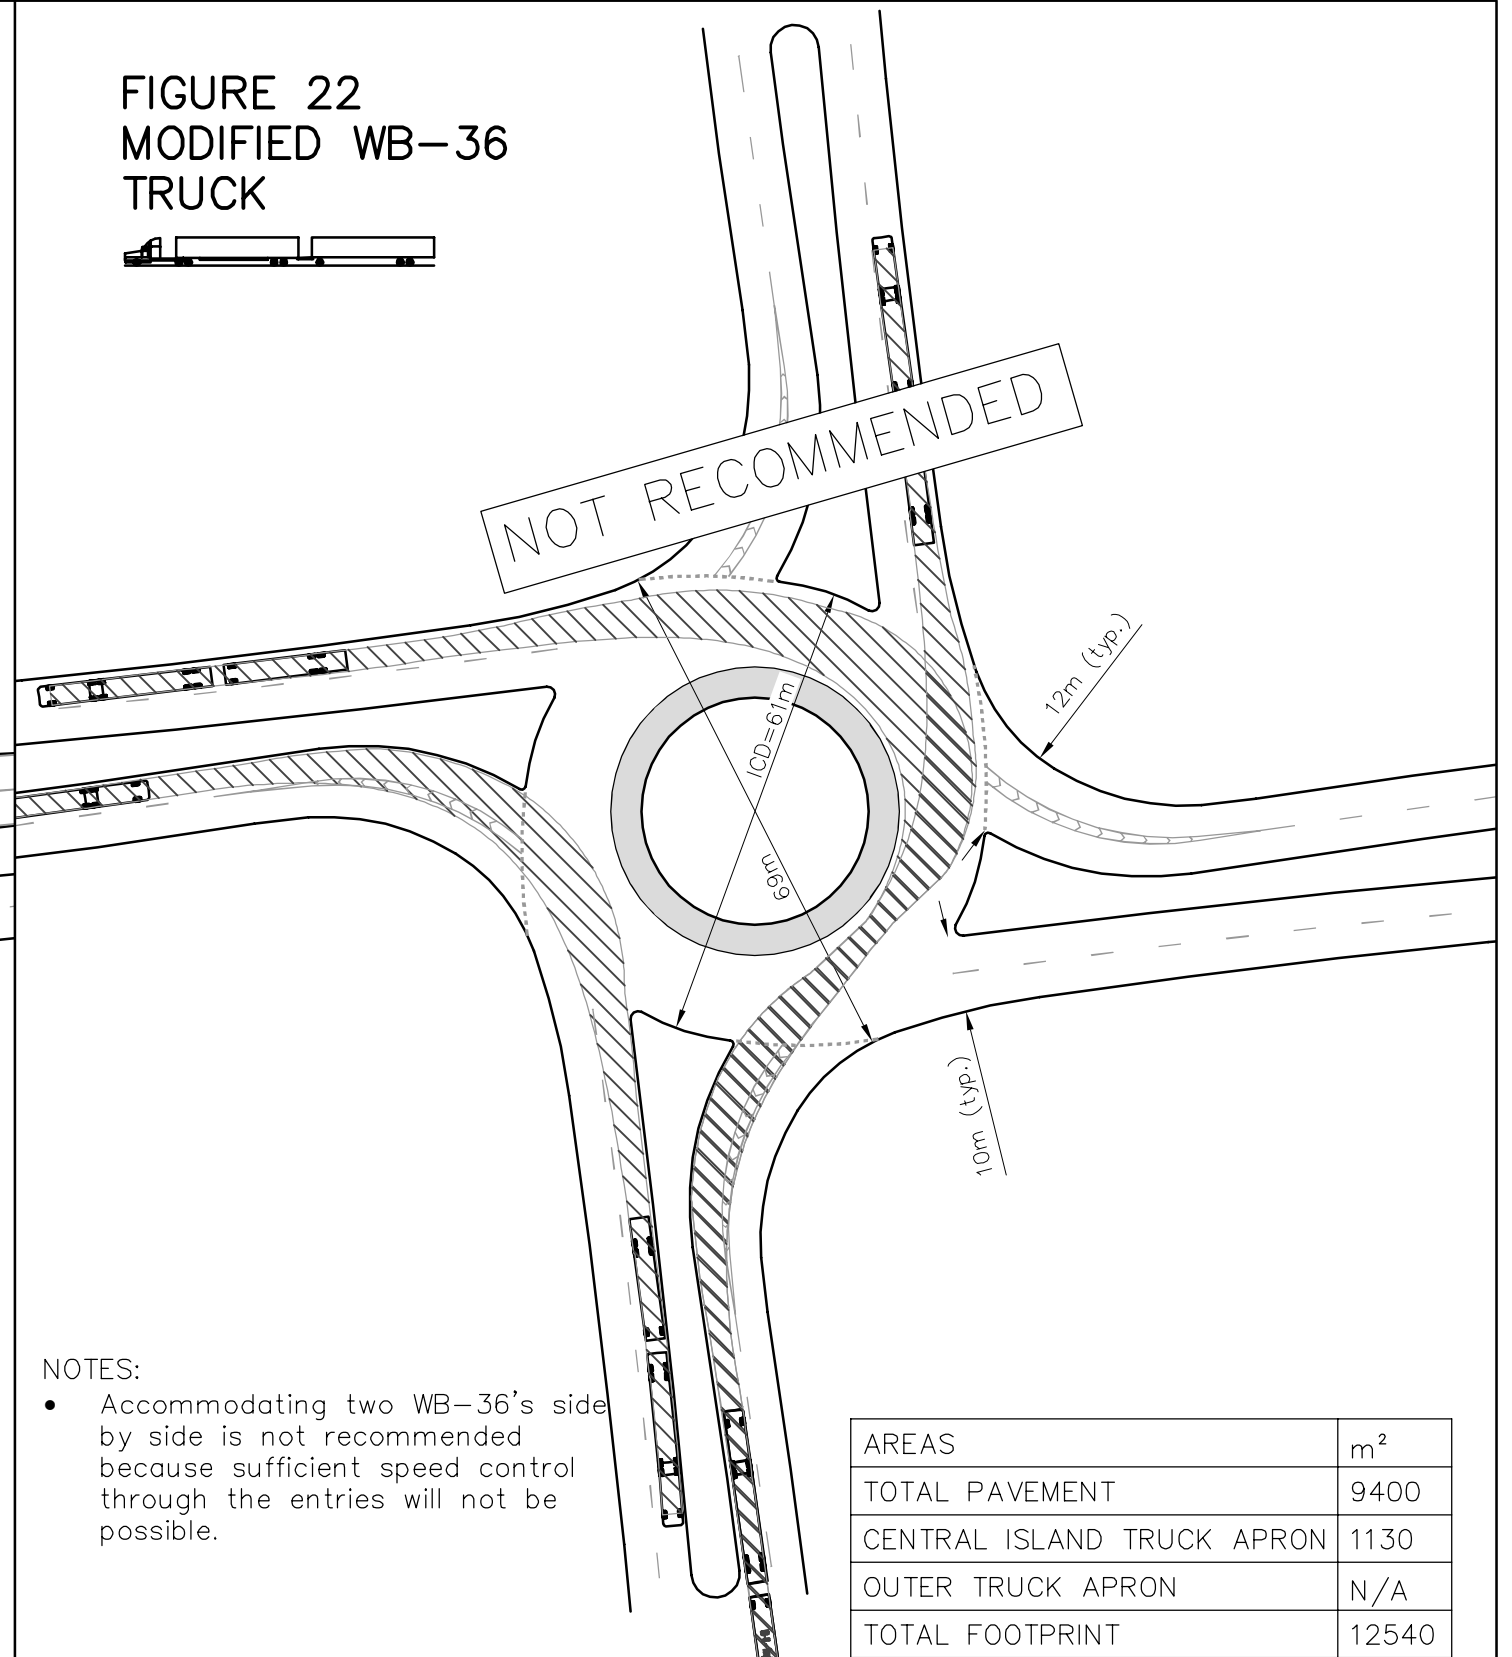 FIGURE 22
MODIFIED WB-36
TRUCK
NOT RECOMMENDED
12m (typ.)
ICD=61m
69m
10m (typ.)
NOTES:
• Accommodating two WB-36's side
by side is not recommended
because sufficient speed control
through the entries will not be
possible.
AREAS m²
TOTAL PAVEMENT 9400
CENTRAL ISLAND TRUCK APRON 1130
OUTER TRUCK APRON N/A
TOTAL FOOTPRINT 12540